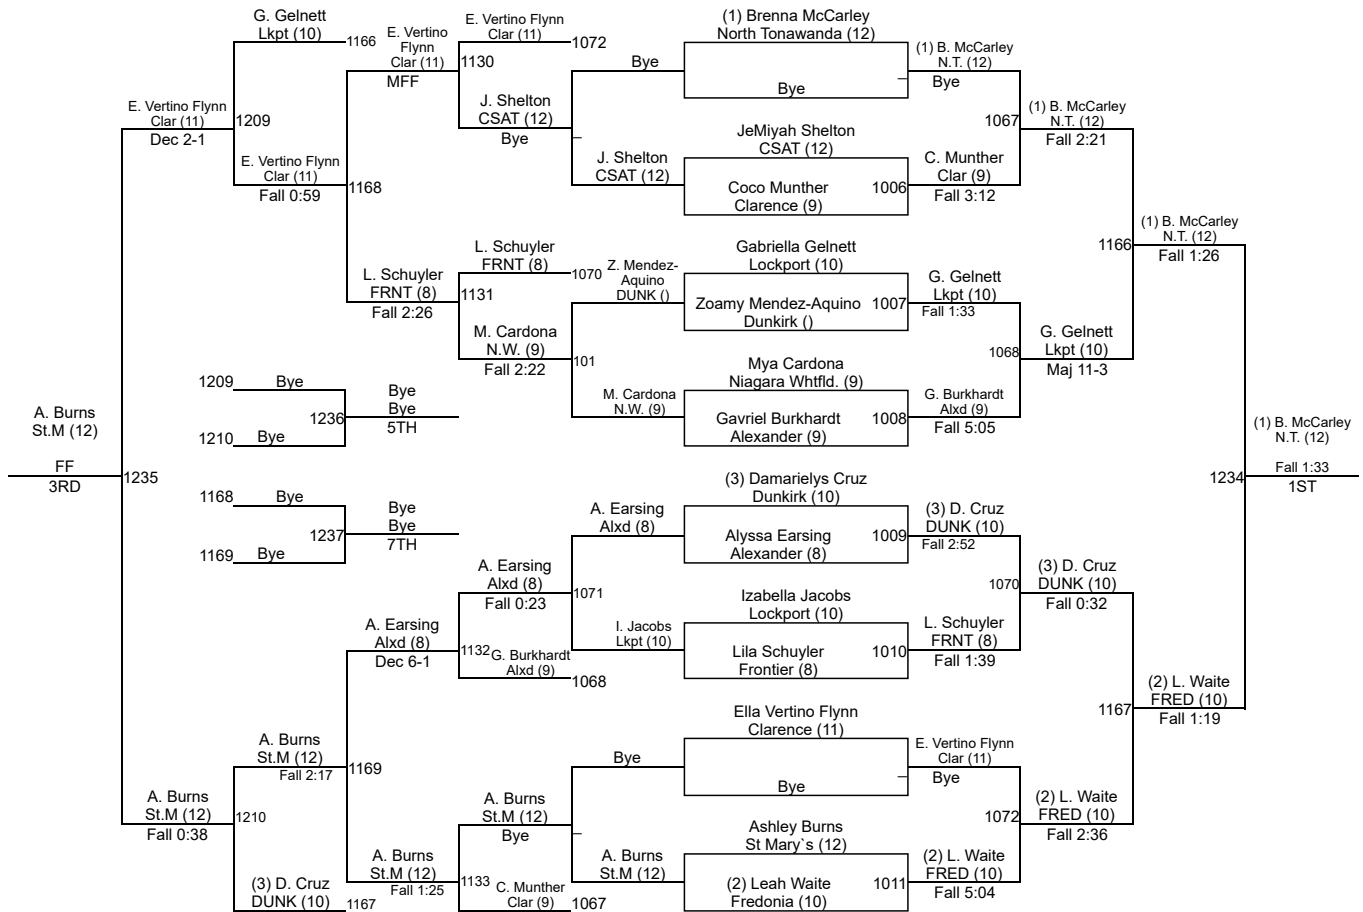 G. Gelnett
Lkpt (10)
1166
E. Vertino Flynn
Clar (11)
MFF
E. Vertino Flynn
Clar (11)
1072
1130
J. Shelton
CSAT (12)
Bye
Bye
(1) Brenna McCarley
North Tonawanda (12)
Bye
(1) B. McCarley
N.T. (12)
Bye
E. Vertino Flynn
Clar (11)
Dec 2-1
1209
E. Vertino Flynn
Clar (11)
Fall 0:59
1168
J. Shelton
CSAT (12)
JeMiyah Shelton
CSAT (12)
Coco Munther
Clarence (9)
1006
C. Munther
Clar (9)
Fall 3:12
1067
(1) B. McCarley
N.T. (12)
Fall 2:21
1166
(1) B. McCarley
N.T. (12)
Fall 1:26
L. Schuyler
FRNT (8)
Fall 2:26
L. Schuyler
FRNT (8)
1070
1131
M. Cardona
N.W. (9)
Fall 2:22
Z. Mendez-
Aquino
DUNK ()
101
Gabriella Gelnett
Lockport (10)
Zoamy Mendez-Aquino
Dunkirk ()
1007
G. Gelnett
Lkpt (10)
Fall 1:33
1068
G. Gelnett
Lkpt (10)
Maj 11-3
M. Cardona
N.W. (9)
Mya Cardona
Niagara Whtfld. (9)
Gavriel Burkhardt
Alexander (9)
1008
G. Burkhardt
Alxd (9)
Fall 5:05
1209
Bye
1236
1210
Bye
Bye
Bye
5TH
A. Burns
St.M (12)
FF
3RD
1235
(1) B. McCarley
N.T. (12)
Fall 1:33
1ST
1234
1168
Bye
1237
1169
Bye
Bye
Bye
7TH
A. Earsing
Alxd (8)
(3) Damarielys Cruz
Dunkirk (10)
Alyssa Earsing
Alexander (8)
1009
(3) D. Cruz
DUNK (10)
Fall 2:52
A. Earsing
Alxd (8)
Fall 0:23
1071
1070
(3) D. Cruz
DUNK (10)
Fall 0:32
A. Earsing
Alxd (8)
Dec 6-1
1132
G. Burkhardt
Alxd (9)
1068
I. Jacobs
Lkpt (10)
Izabella Jacobs
Lockport (10)
Lila Schuyler
Frontier (8)
1010
L. Schuyler
FRNT (8)
Fall 1:39
1167
(2) L. Waite
FRED (10)
Fall 1:19
A. Burns
St.M (12)
Fall 2:17
1169
Bye
Ella Vertino Flynn
Clarence (11)
Bye
E. Vertino Flynn
Clar (11)
Bye
A. Burns
St.M (12)
Fall 0:38
1210
A. Burns
St.M (12)
Bye
1072
(2) L. Waite
FRED (10)
Fall 2:36
(3) D. Cruz
DUNK (10)
1167
A. Burns
St.M (12)
Fall 1:25
1133
C. Munther
Clar (9)
1067
A. Burns
St.M (12)
Ashley Burns
St Mary`s (12)
(2) Leah Waite
Fredonia (10)
1011
(2) L. Waite
FRED (10)
Fall 5:04